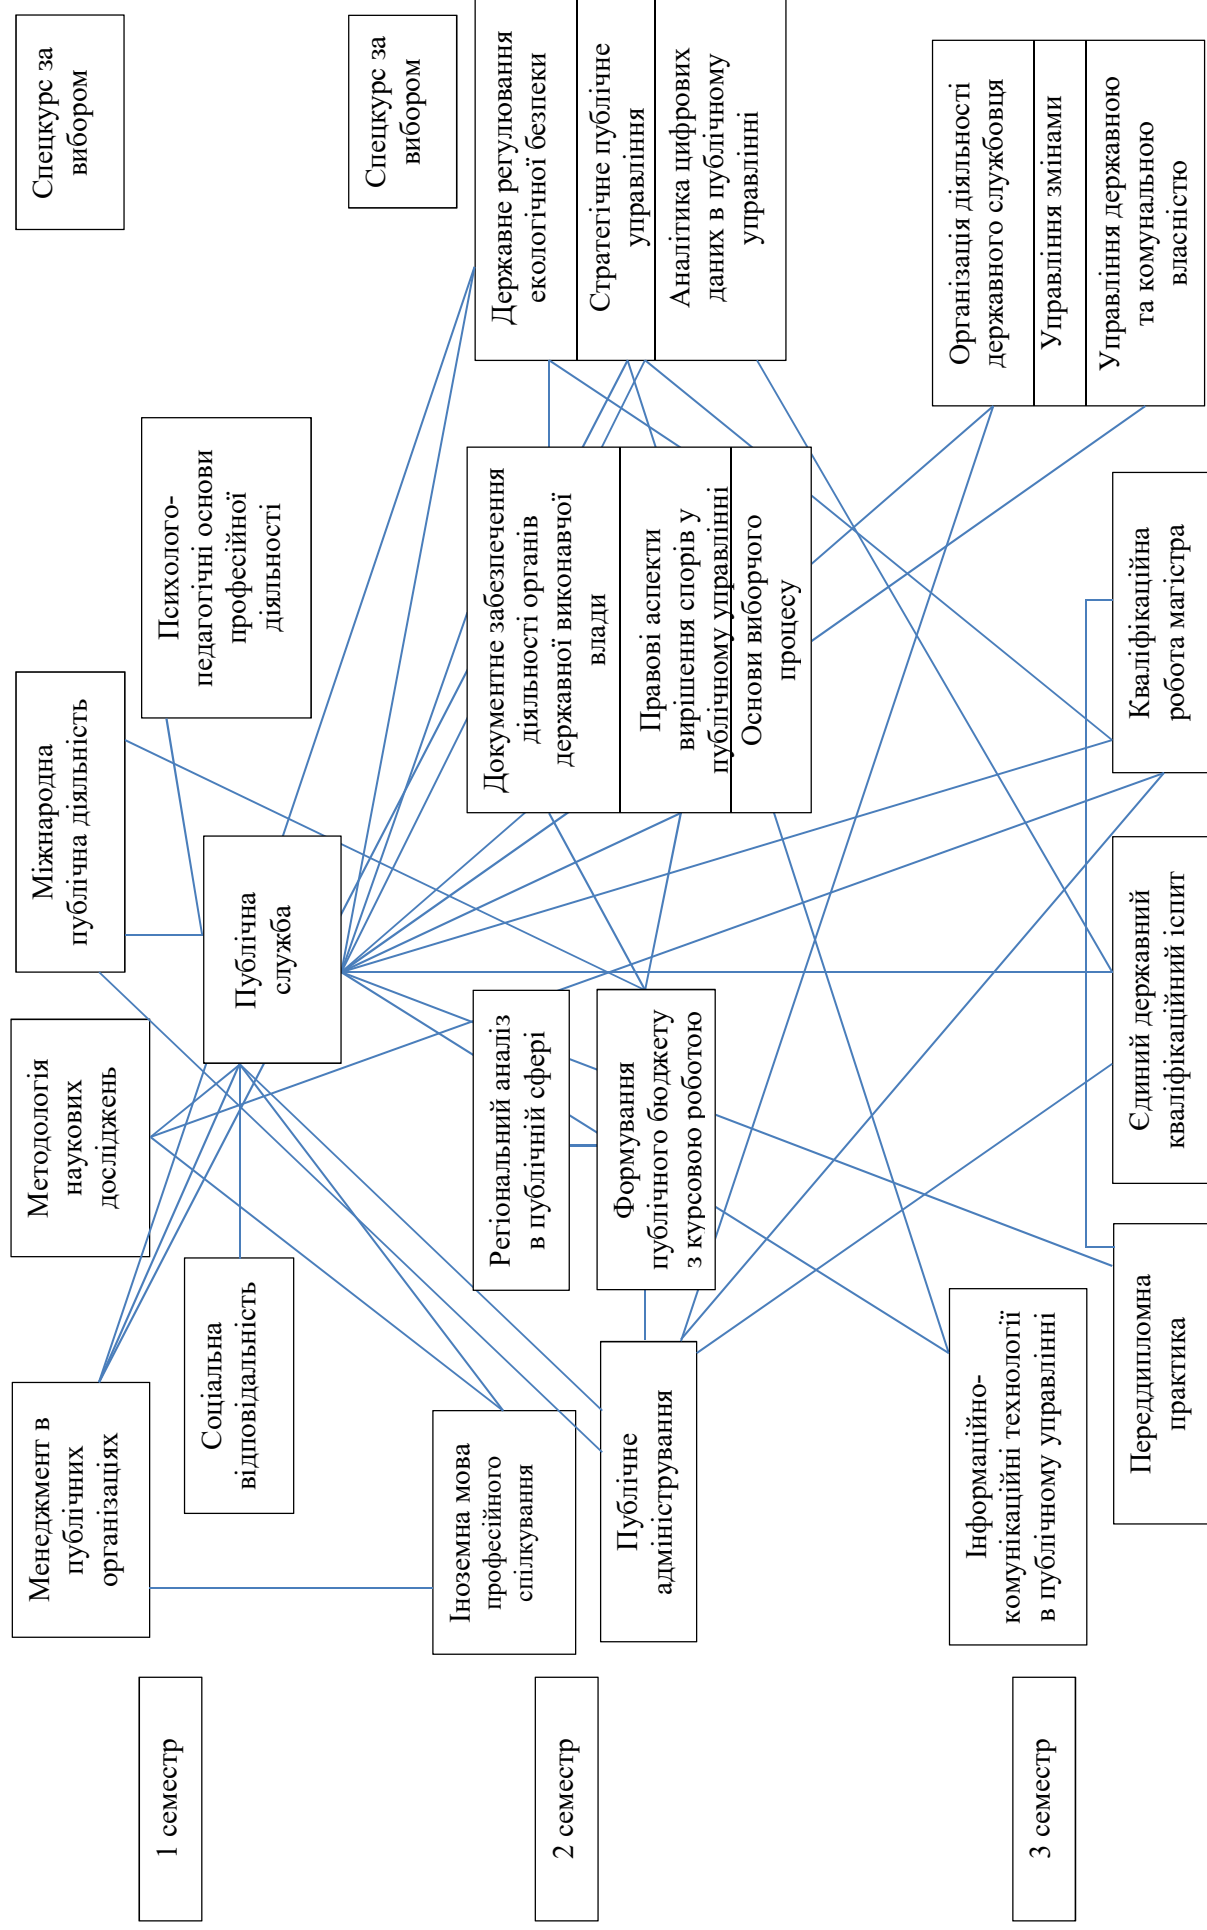 1 семестр
Менеджмент в
публічних
організаціях
Соціальна
відповідальність
Методологія
наукових
досліджень
Міжнародна
публічна діяльність
Публічна
служба
Психолого-
педагогічні основи
професійної
діяльності
Спецкурс за
вибором
2 семестр
Іноземна мова
професійного
спілкування
Публічне
адміністрування
Регіональний аналіз
в публічній сфері
Формування
публічного бюджету
з курсовою роботою
Документне забезпечення
діяльності органів
державної виконавчої
влади
Правові аспекти
вирішення спорів у
публічному управлінні
Основи виборчого
процесу
Спецкурс за
вибором
Державне регулювання
екологічної безпеки
Стратегічне публічне
управління
Аналітика цифрових
даних в публічному
управлінні
3 семестр
Інформаційно-
комунікаційні технології
в публічному управлінні
Переддипломна
практика
Єдиний державний
кваліфікаційний іспит
Кваліфікаційна
робота магістра
Організація діяльності
державного службовця
Управління змінами
Управління державною
та комунальною
власністю